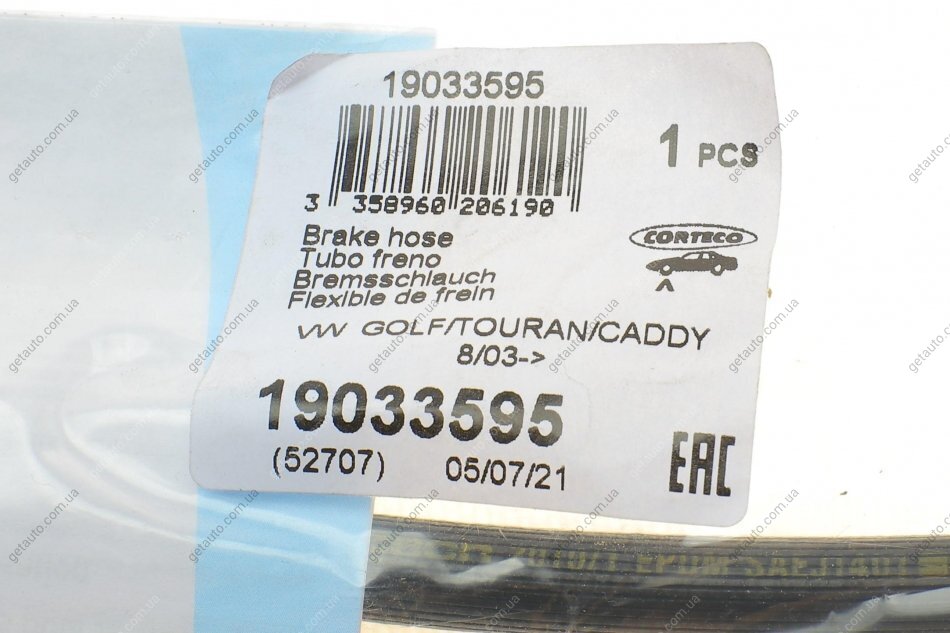 19033595
1 PCS
3 358960 206190
Brake hose
Tubo freno
Bremsschlauch
Flexible de frein
CORTECO
VW GOLF/TOURAN/CADDY
8/03->
19033595
(52707) 05/07/21
EAC
getauto.com.ua